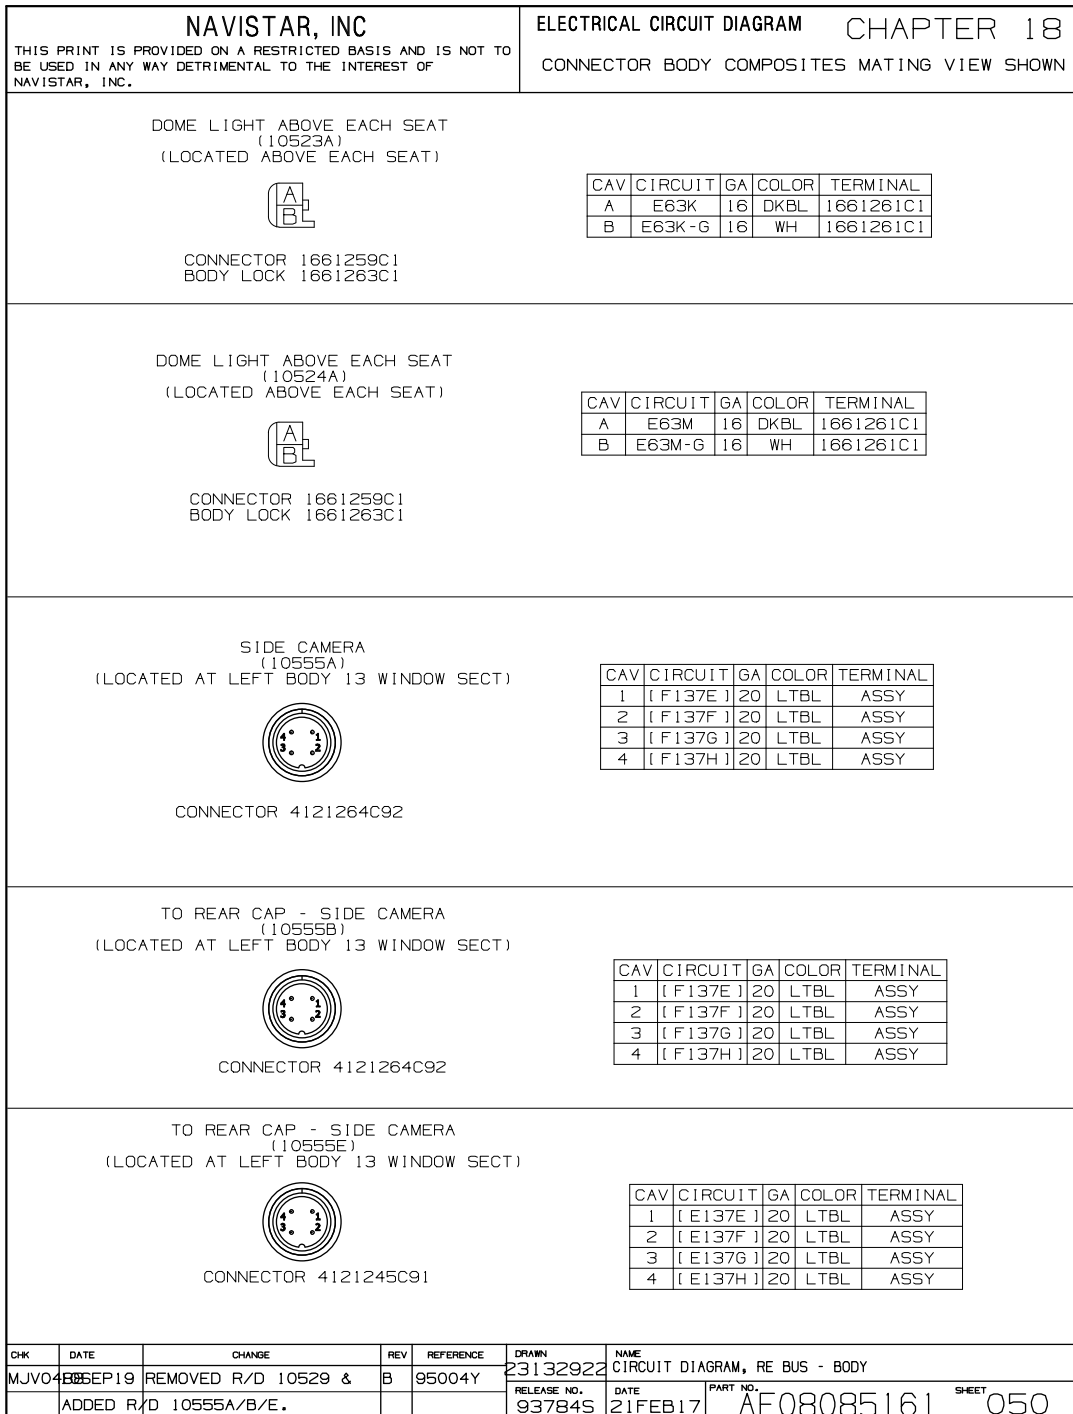 NAVISTAR, INC
THIS PRINT IS PROVIDED ON A RESTRICTED BASIS AND IS NOT TO
BE USED IN ANY WAY DETRIMENTAL TO THE INTEREST OF
NAVISTAR, INC.
ELECTRICAL CIRCUIT DIAGRAM CHAPTER 18
CONNECTOR BODY COMPOSITES MATING VIEW SHOWN
DOME LIGHT ABOVE EACH SEAT
(10523A)
(LOCATED ABOVE EACH SEAT)
A
B
CONNECTOR 1661259C1
BODY LOCK 1661263C1
CAV CIRCUIT GA COLOR TERMINAL
A E63K 16 DKBL 1661261C1
B E63K-G 16 WH 1661261C1
DOME LIGHT ABOVE EACH SEAT
(10524A)
(LOCATED ABOVE EACH SEAT)
A
B
CONNECTOR 1661259C1
BODY LOCK 1661263C1
CAV CIRCUIT GA COLOR TERMINAL
A E63M 16 DKBL 1661261C1
B E63M-G 16 WH 1661261C1
SIDE CAMERA
(10555A)
(LOCATED AT LEFT BODY 13 WINDOW SECT)
4 1
3 2
CONNECTOR 4121264C92
CAV CIRCUIT GA COLOR TERMINAL
1 [F137E] 20 LTBL ASSY
2 [F137F] 20 LTBL ASSY
3 [F137G] 20 LTBL ASSY
4 [F137H] 20 LTBL ASSY
TO REAR CAP - SIDE CAMERA
(10555B)
(LOCATED AT LEFT BODY 13 WINDOW SECT)
4 1
3 2
CONNECTOR 4121264C92
CAV CIRCUIT GA COLOR TERMINAL
1 [F137E] 20 LTBL ASSY
2 [F137F] 20 LTBL ASSY
3 [F137G] 20 LTBL ASSY
4 [F137H] 20 LTBL ASSY
TO REAR CAP - SIDE CAMERA
(10555E)
(LOCATED AT LEFT BODY 13 WINDOW SECT)
4 1
3 2
CONNECTOR 4121245C91
CAV CIRCUIT GA COLOR TERMINAL
1 [E137E] 20 LTBL ASSY
2 [E137F] 20 LTBL ASSY
3 [E137G] 20 LTBL ASSY
4 [E137H] 20 LTBL ASSY
CHK DATE CHANGE REV REFERENCE
REMOVED R/D 10529 & B 95004Y
ADDED R/D 10555A/B/E.
DRAWN
23132922
NAME
CIRCUIT DIAGRAM, RE BUS - BODY
RELEASE NO.
93784S
DATE
21FEB17
PART NO.
AF08085161
SHEET
050